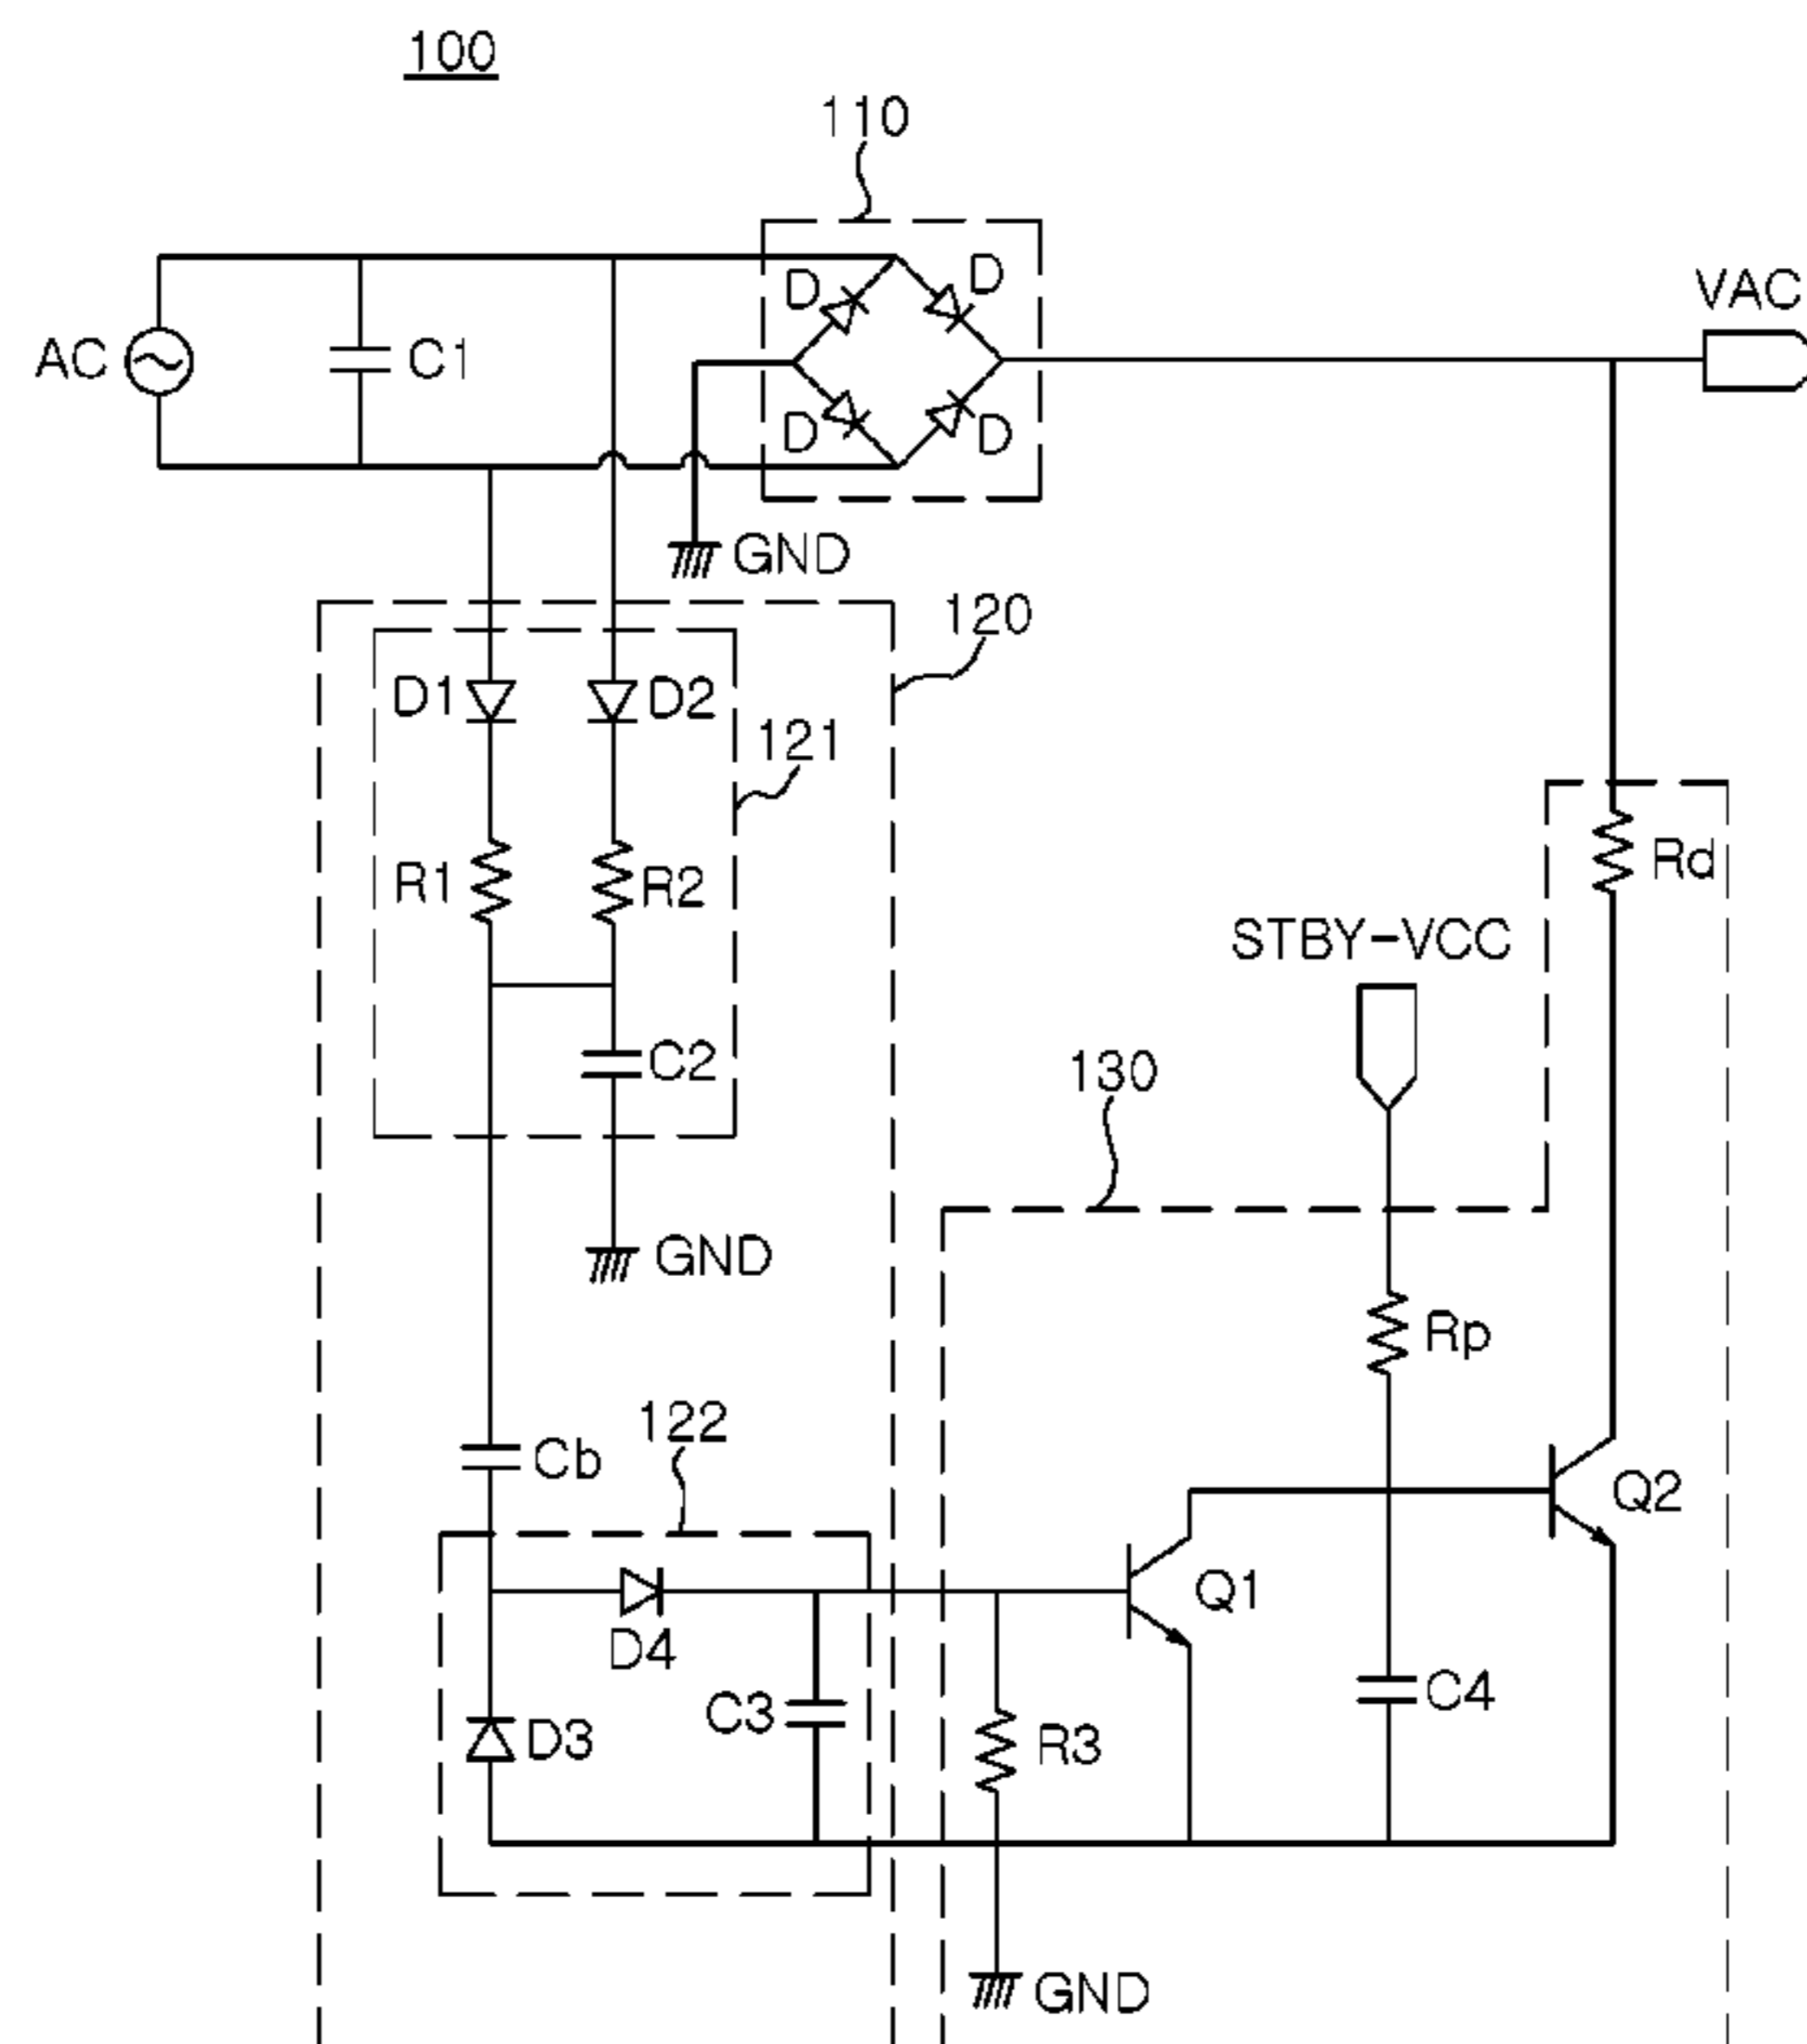 100
110
D
D
VAC
AC
C1
D
D
GND
120
D1
D2
121
R1
R2
Rd
STBY-VCC
C2
130
GND
Rp
122
Cb
Q2
Q1
D4
C3
C4
D3
R3
GND